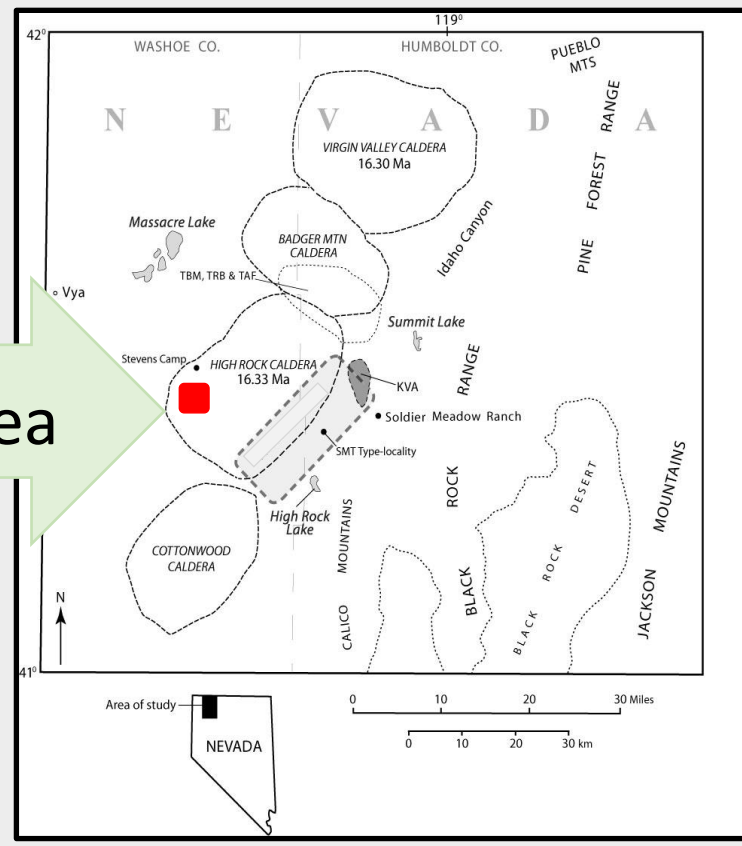 119⁰
42⁰
WASHOE CO.
HUMBOLDT CO.
PUEBLO
MTS
N E V A D A
VIRGIN VALLEY CALDERA
16.30 Ma
PINE FOREST RANGE
Idaho Canyon
Massacre Lake
BADGER MTN
CALDERA
TBM, TRB & TAF
Vya
Summit Lake
Stevens Camp
HIGH ROCK CALDERA
16.33 Ma
KVA
Soldier Meadow Ranch
SMT Type-locality
ea
BLACK ROCK RANGE
High Rock
Lake
CALICO MOUNTAINS
BLACK ROCK DESERT
JACKSON MOUNTAINS
COTTONWOOD
CALDERA
N
41⁰
Area of study
NEVADA
0 10 20 30 Miles
0 10 20 30 km